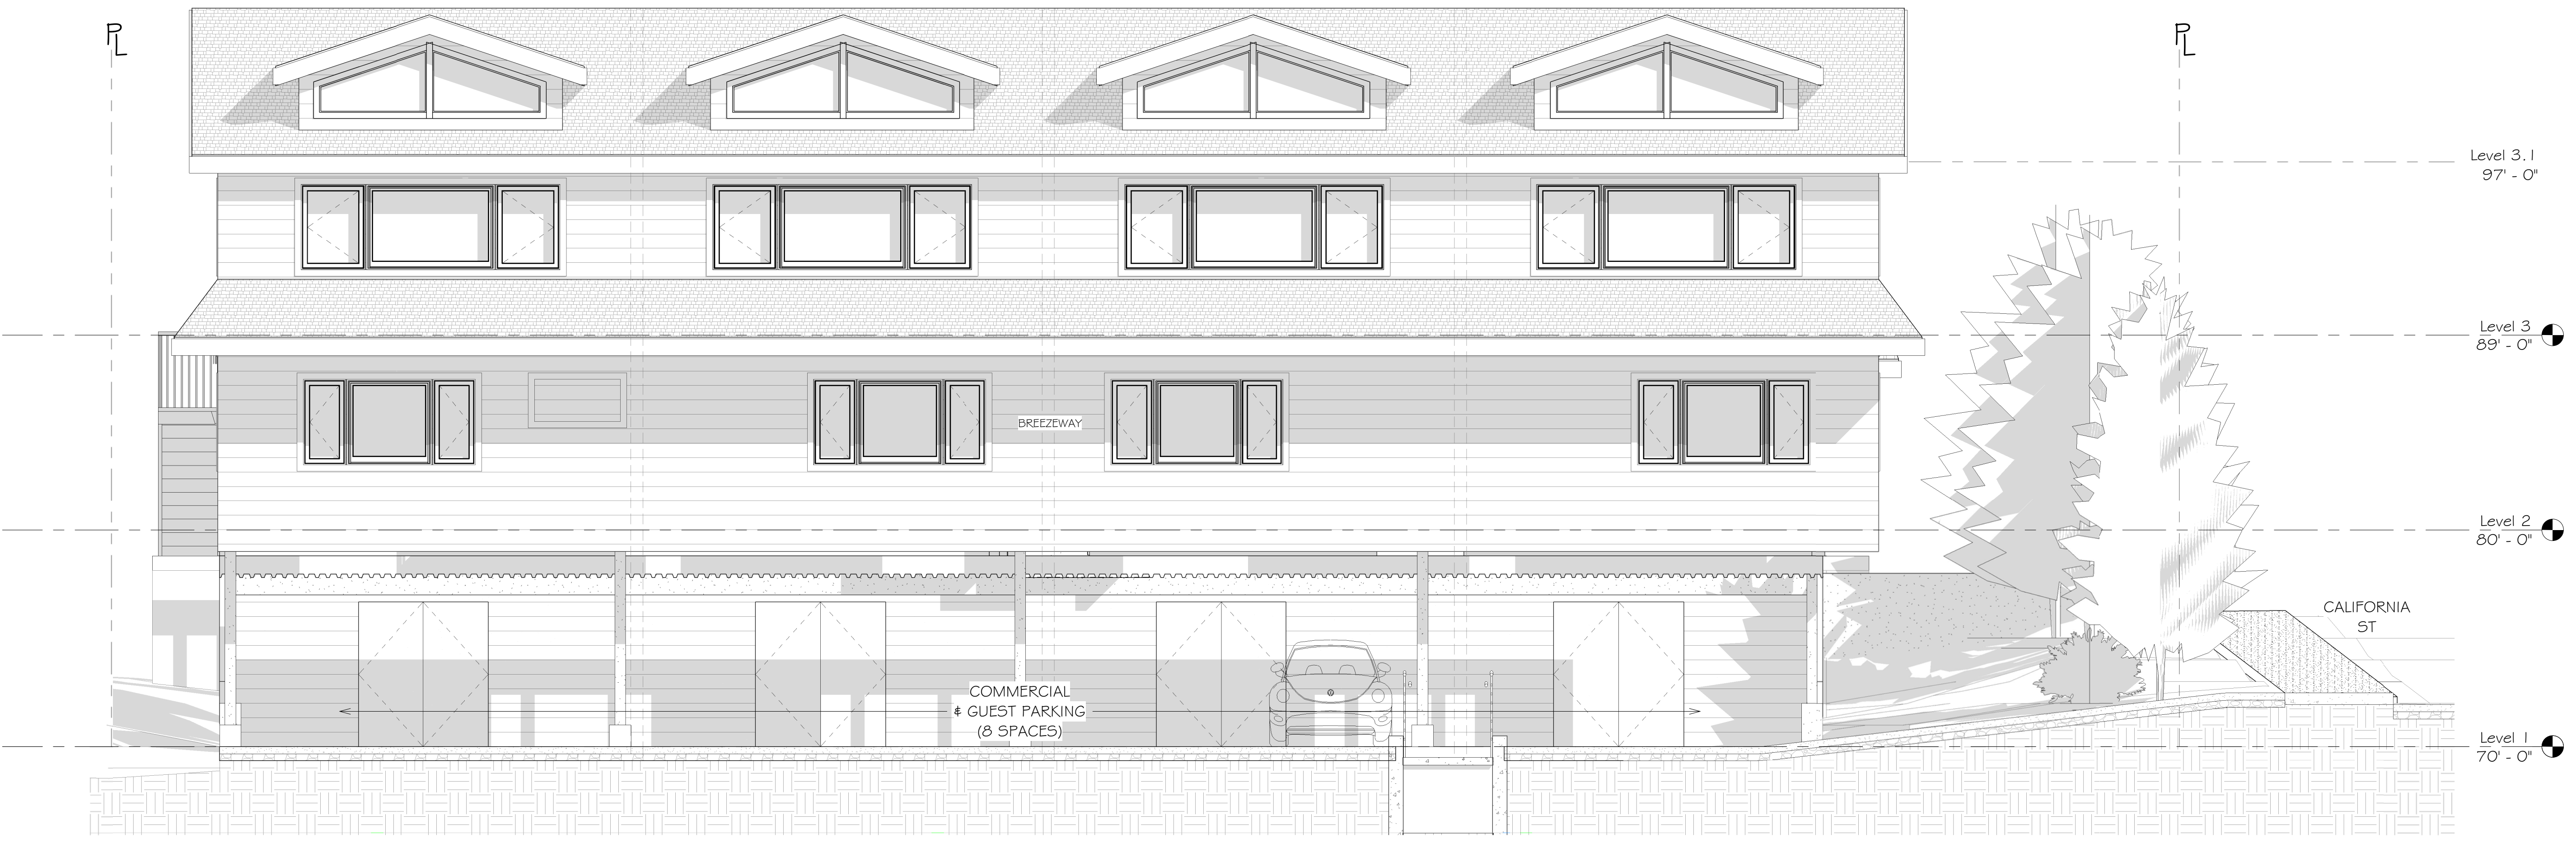 PL
PL
Level 3.1
97' - 0"
Level 3
89' - 0"
BREEZEWAY
Level 2
80' - 0"
CALIFORNIA
ST
COMMERCIAL
& GUEST PARKING
(8 SPACES)
Level 1
70' - 0"